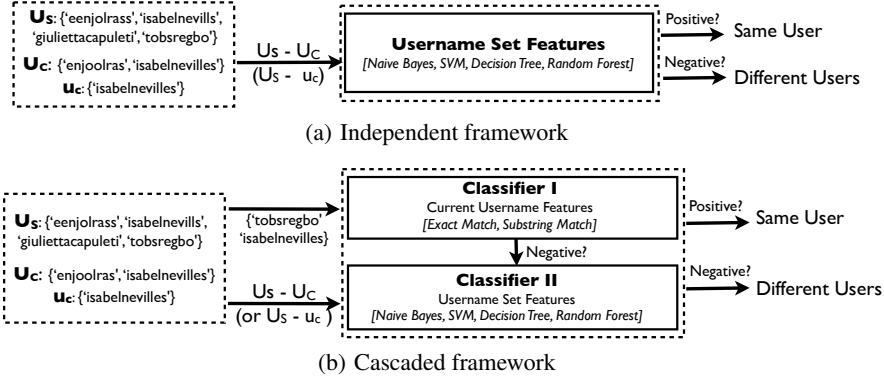 Us: {'eenjolrass','isabelnevills',
'giuliettacapuleti','tobsregbo'}
Uc: {'enjoolras','isabelnevilles'}
uc: {'isabelnevilles'}
Us - Uc
(Us - uc)
Username Set Features
[Naive Bayes, SVM, Decision Tree, Random Forest]
Positive?
Same User
Negative?
Different Users
(a) Independent framework
Us: {'eenjolrass','isabelnevills',
'giuliettacapuleti','tobsregbo'}
Uc: {'enjoolras','isabelnevilles'}
uc: {'isabelnevilles'}
{'tobsregbo'
'isabelnevilles}
Us - Uc
(or Us - uc )
Classifier I
Current Username Features
[Exact Match, Substring Match]
Negative?
Classifier II
Username Set Features
[Naive Bayes, SVM, Decision Tree, Random Forest]
Positive?
Same User
Negative?
Different Users
(b) Cascaded framework